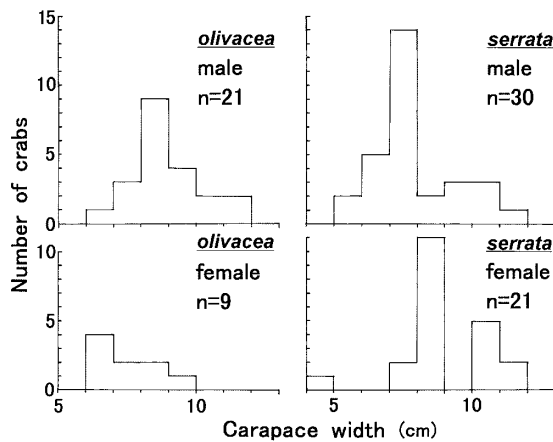 Number of crabs
15
10
5
0
olivacea
male
n=21
serrata
male
n=30
10
5
0
olivacea
female
n=9
serrata
female
n=21
5 10 5 10
Carapace width (cm)